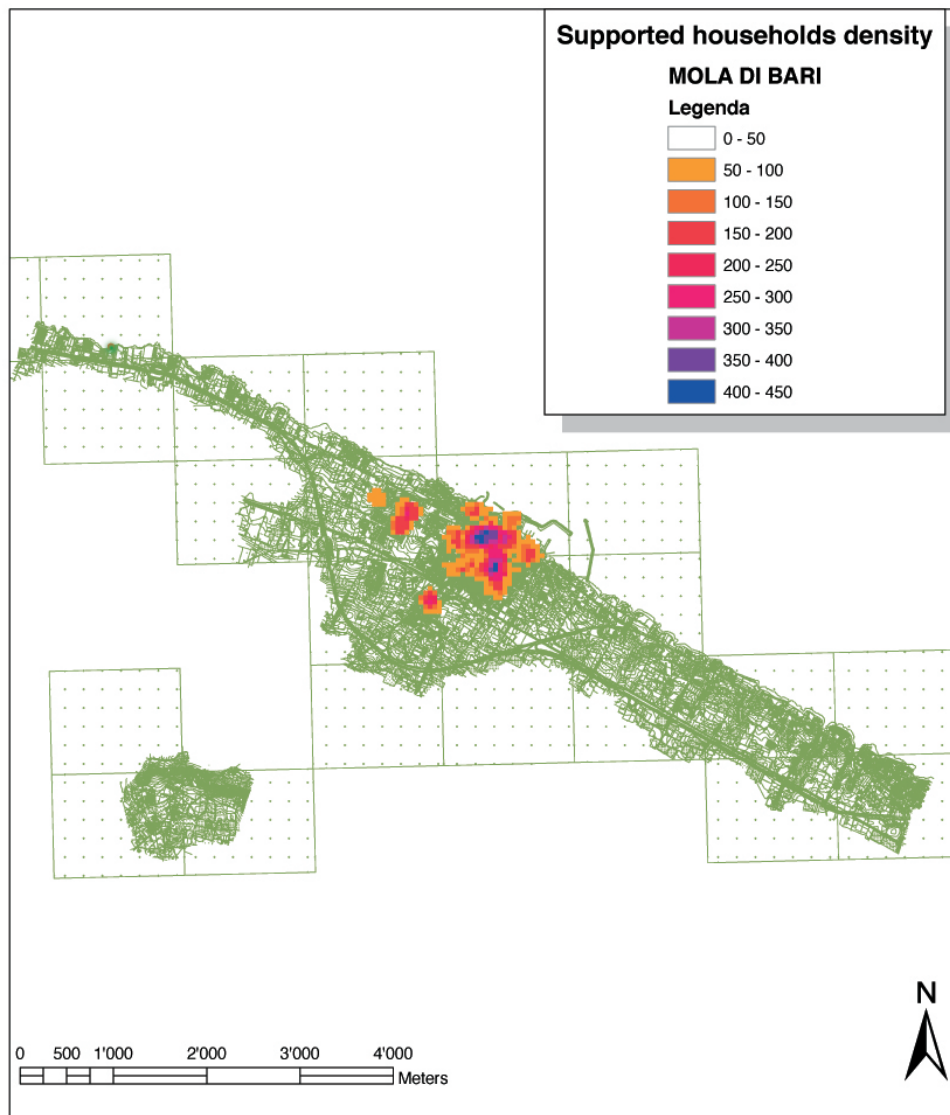 Supported households density
MOLA DI BARI
Legenda
0 - 50
50 - 100
100 - 150
150 - 200
200 - 250
250 - 300
300 - 350
350 - 400
400 - 450
N
0 500 1'000 2'000 3'000 4'000
Meters